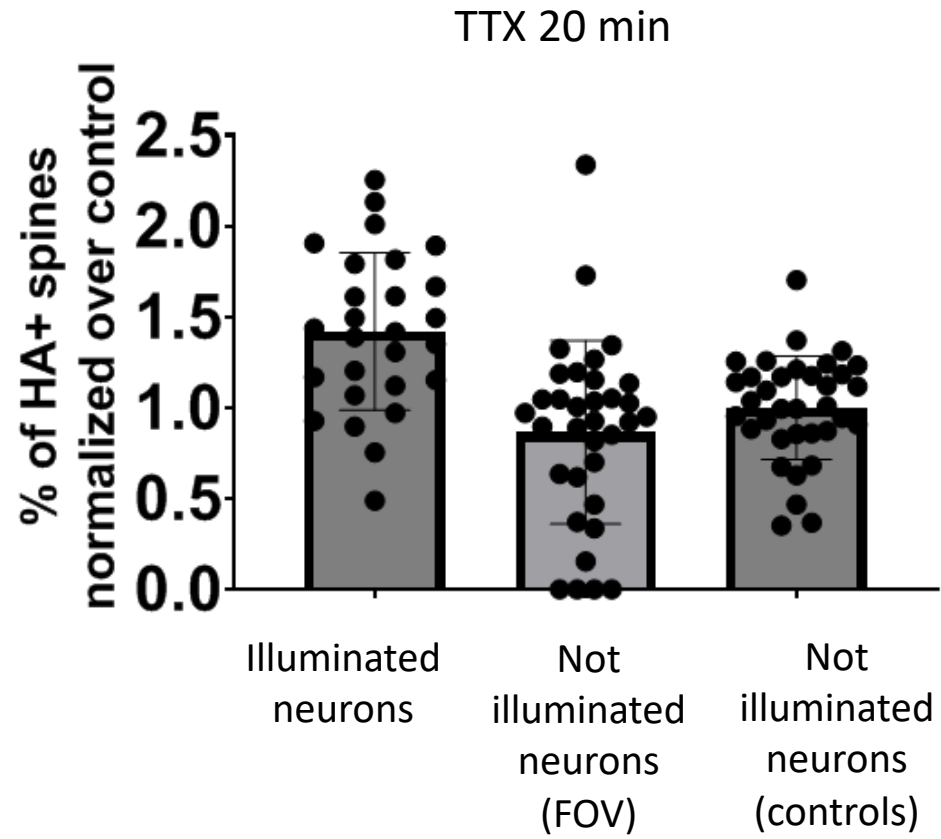 TTX 20 min
% of HA+ spines
normalized over control
2.5
2.0
1.5
1.0
0.5
0.0
Illuminated
neurons
Not
illuminated
neurons
(FOV)
Not
illuminated
neurons
(controls)